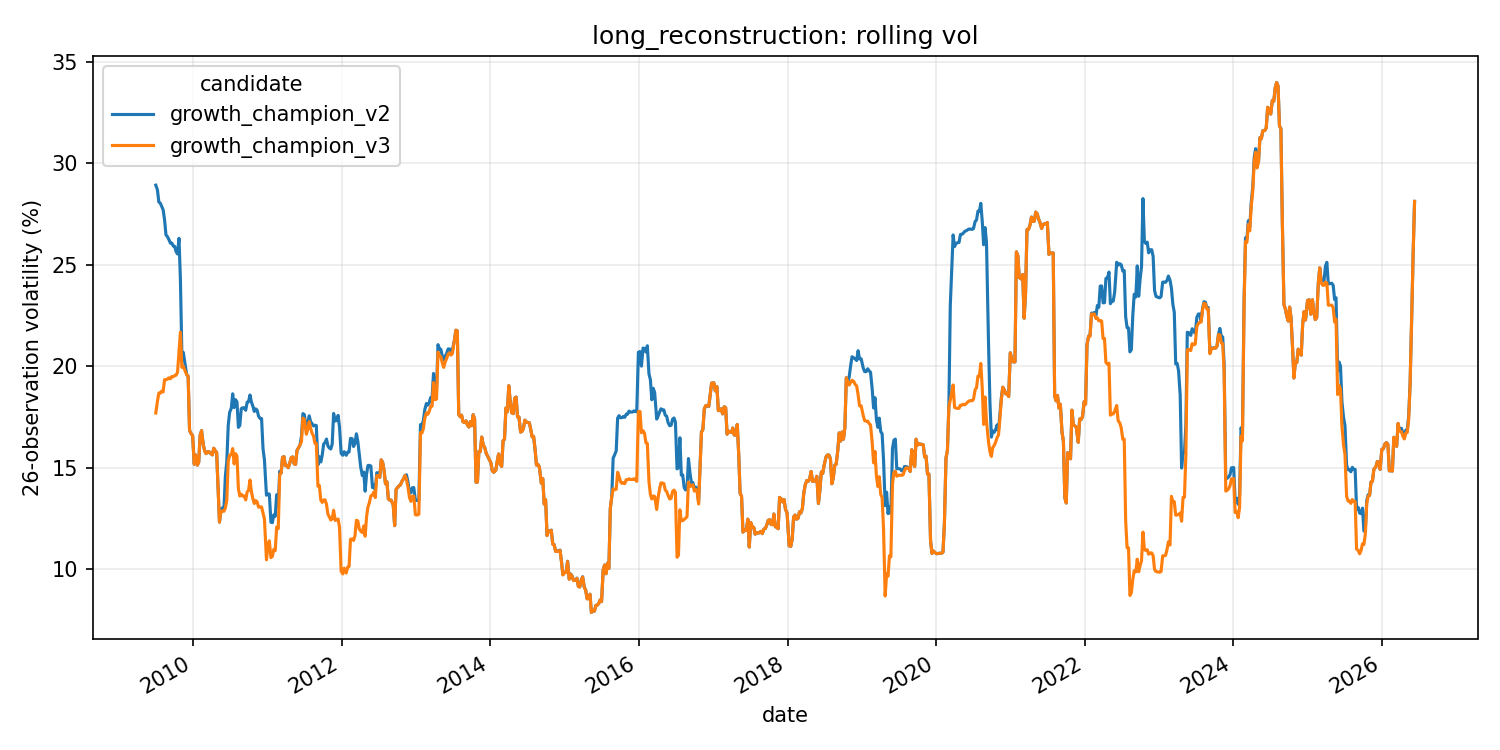 long_reconstruction: rolling vol
candidate
growth_champion_v2
growth_champion_v3
26-observation volatility (%)
35
30
25
20
15
10
2010
2012
2014
2016
2018
2020
2022
2024
2026
date